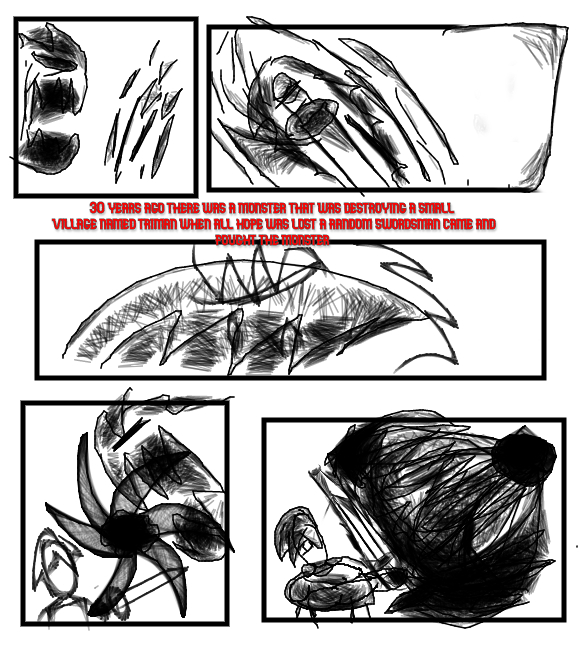 30 YEARS AGO THERE WAS A MONSTER THAT WAS DESTROYING A SMALL
VILLAGE NAMED TRIMAN WHEN ALL HOPE WAS LOST A RANDOM SWORDSMAN CAME AND
FOUGHT THE MONSTER